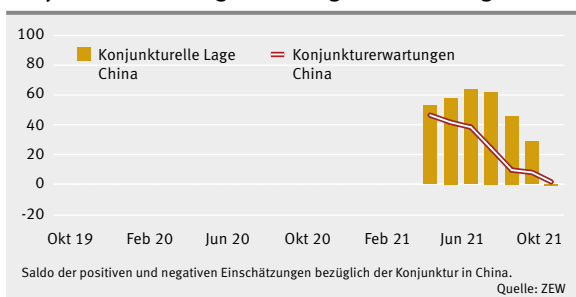 100
80
60
40
20
0
-20
Konjunkturelle Lage
China
Konjunkturerwartungen
China
Okt 19 Feb 20 Jun 20 Okt 20 Feb 21 Jun 21 Okt 21
Saldo der positiven und negativen Einschätzungen bezüglich der Konjunktur in China.
Quelle: ZEW